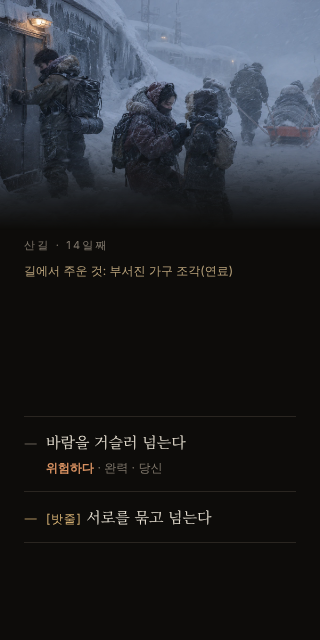 산길 · 14일째
길에서 주운 것: 부서진 가구 조각(연료)
— 바람을 거슬러 넘는다
위험하다 · 완력 · 당신
— [밧줄] 서로를 묶고 넘는다